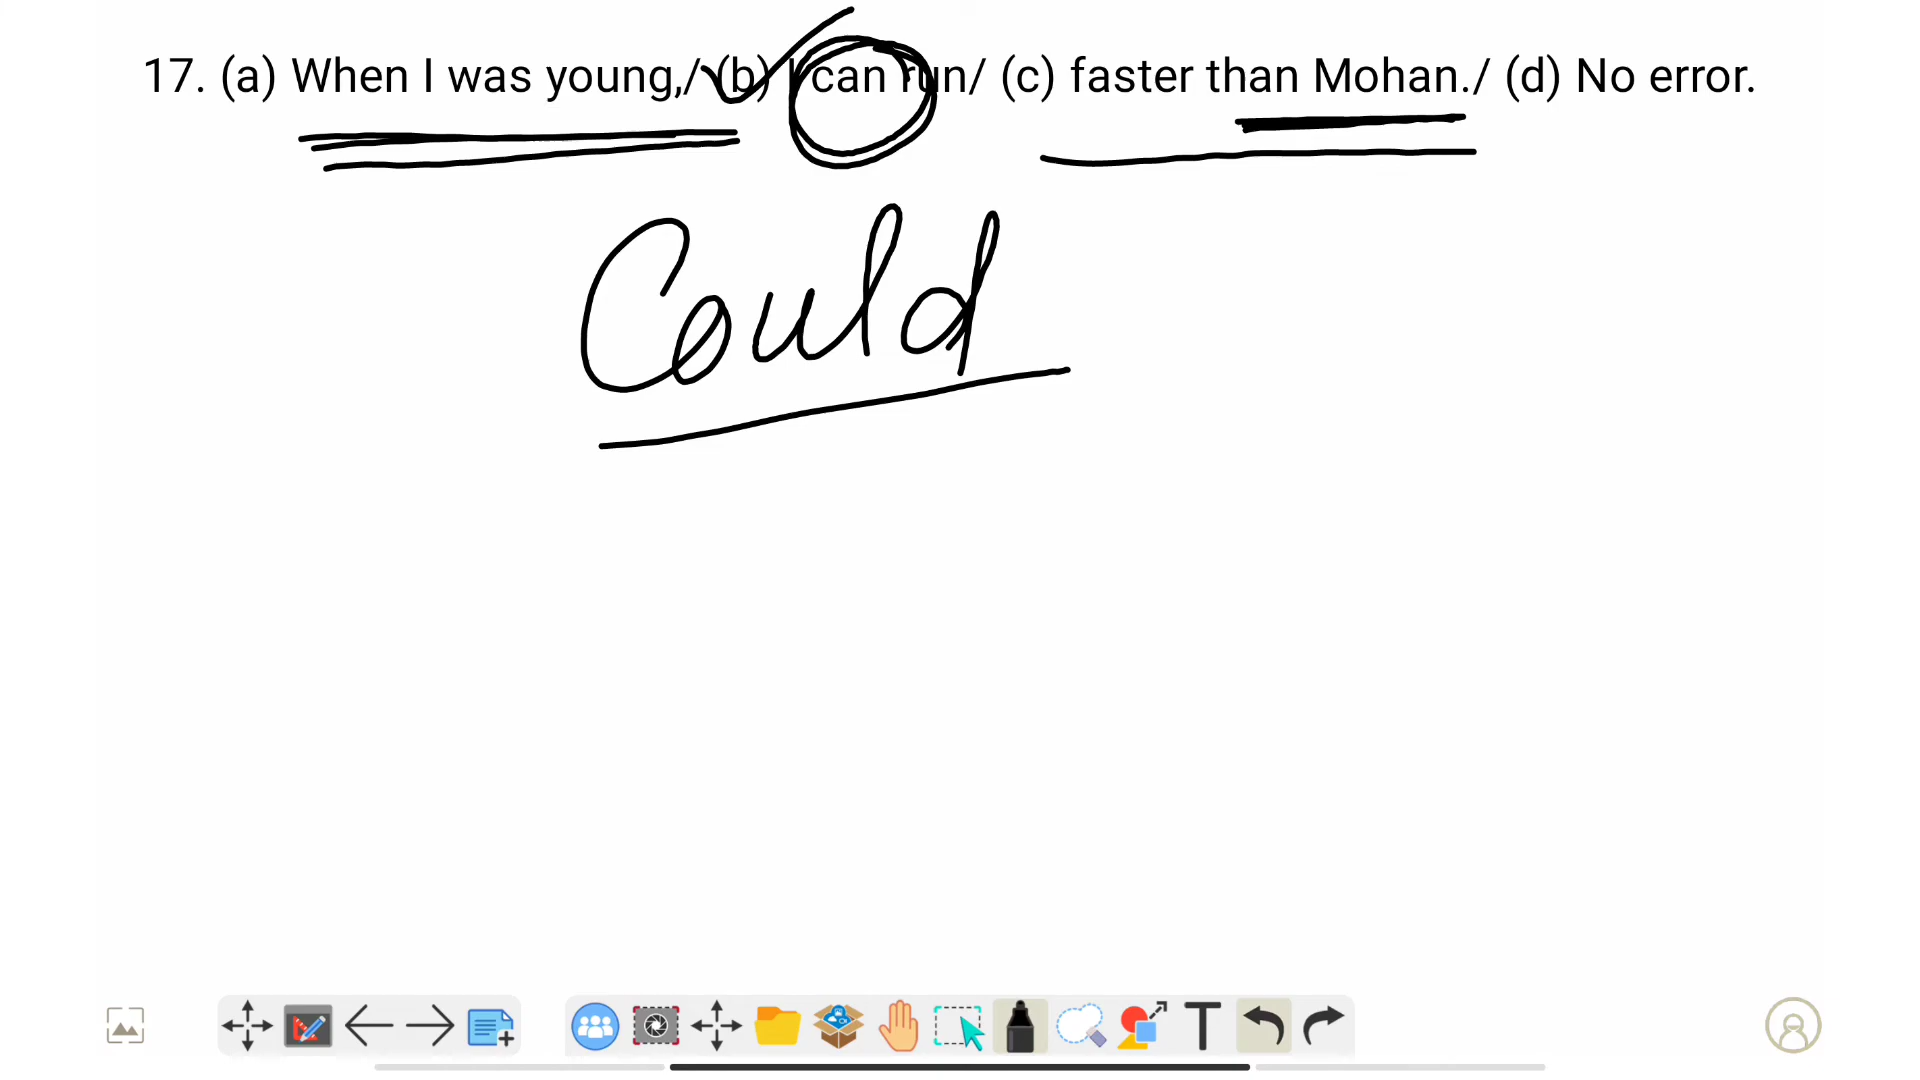 17. (a) When I was young,/ (b) I can run/ (c) faster than Mohan./ (d) No error.
Could